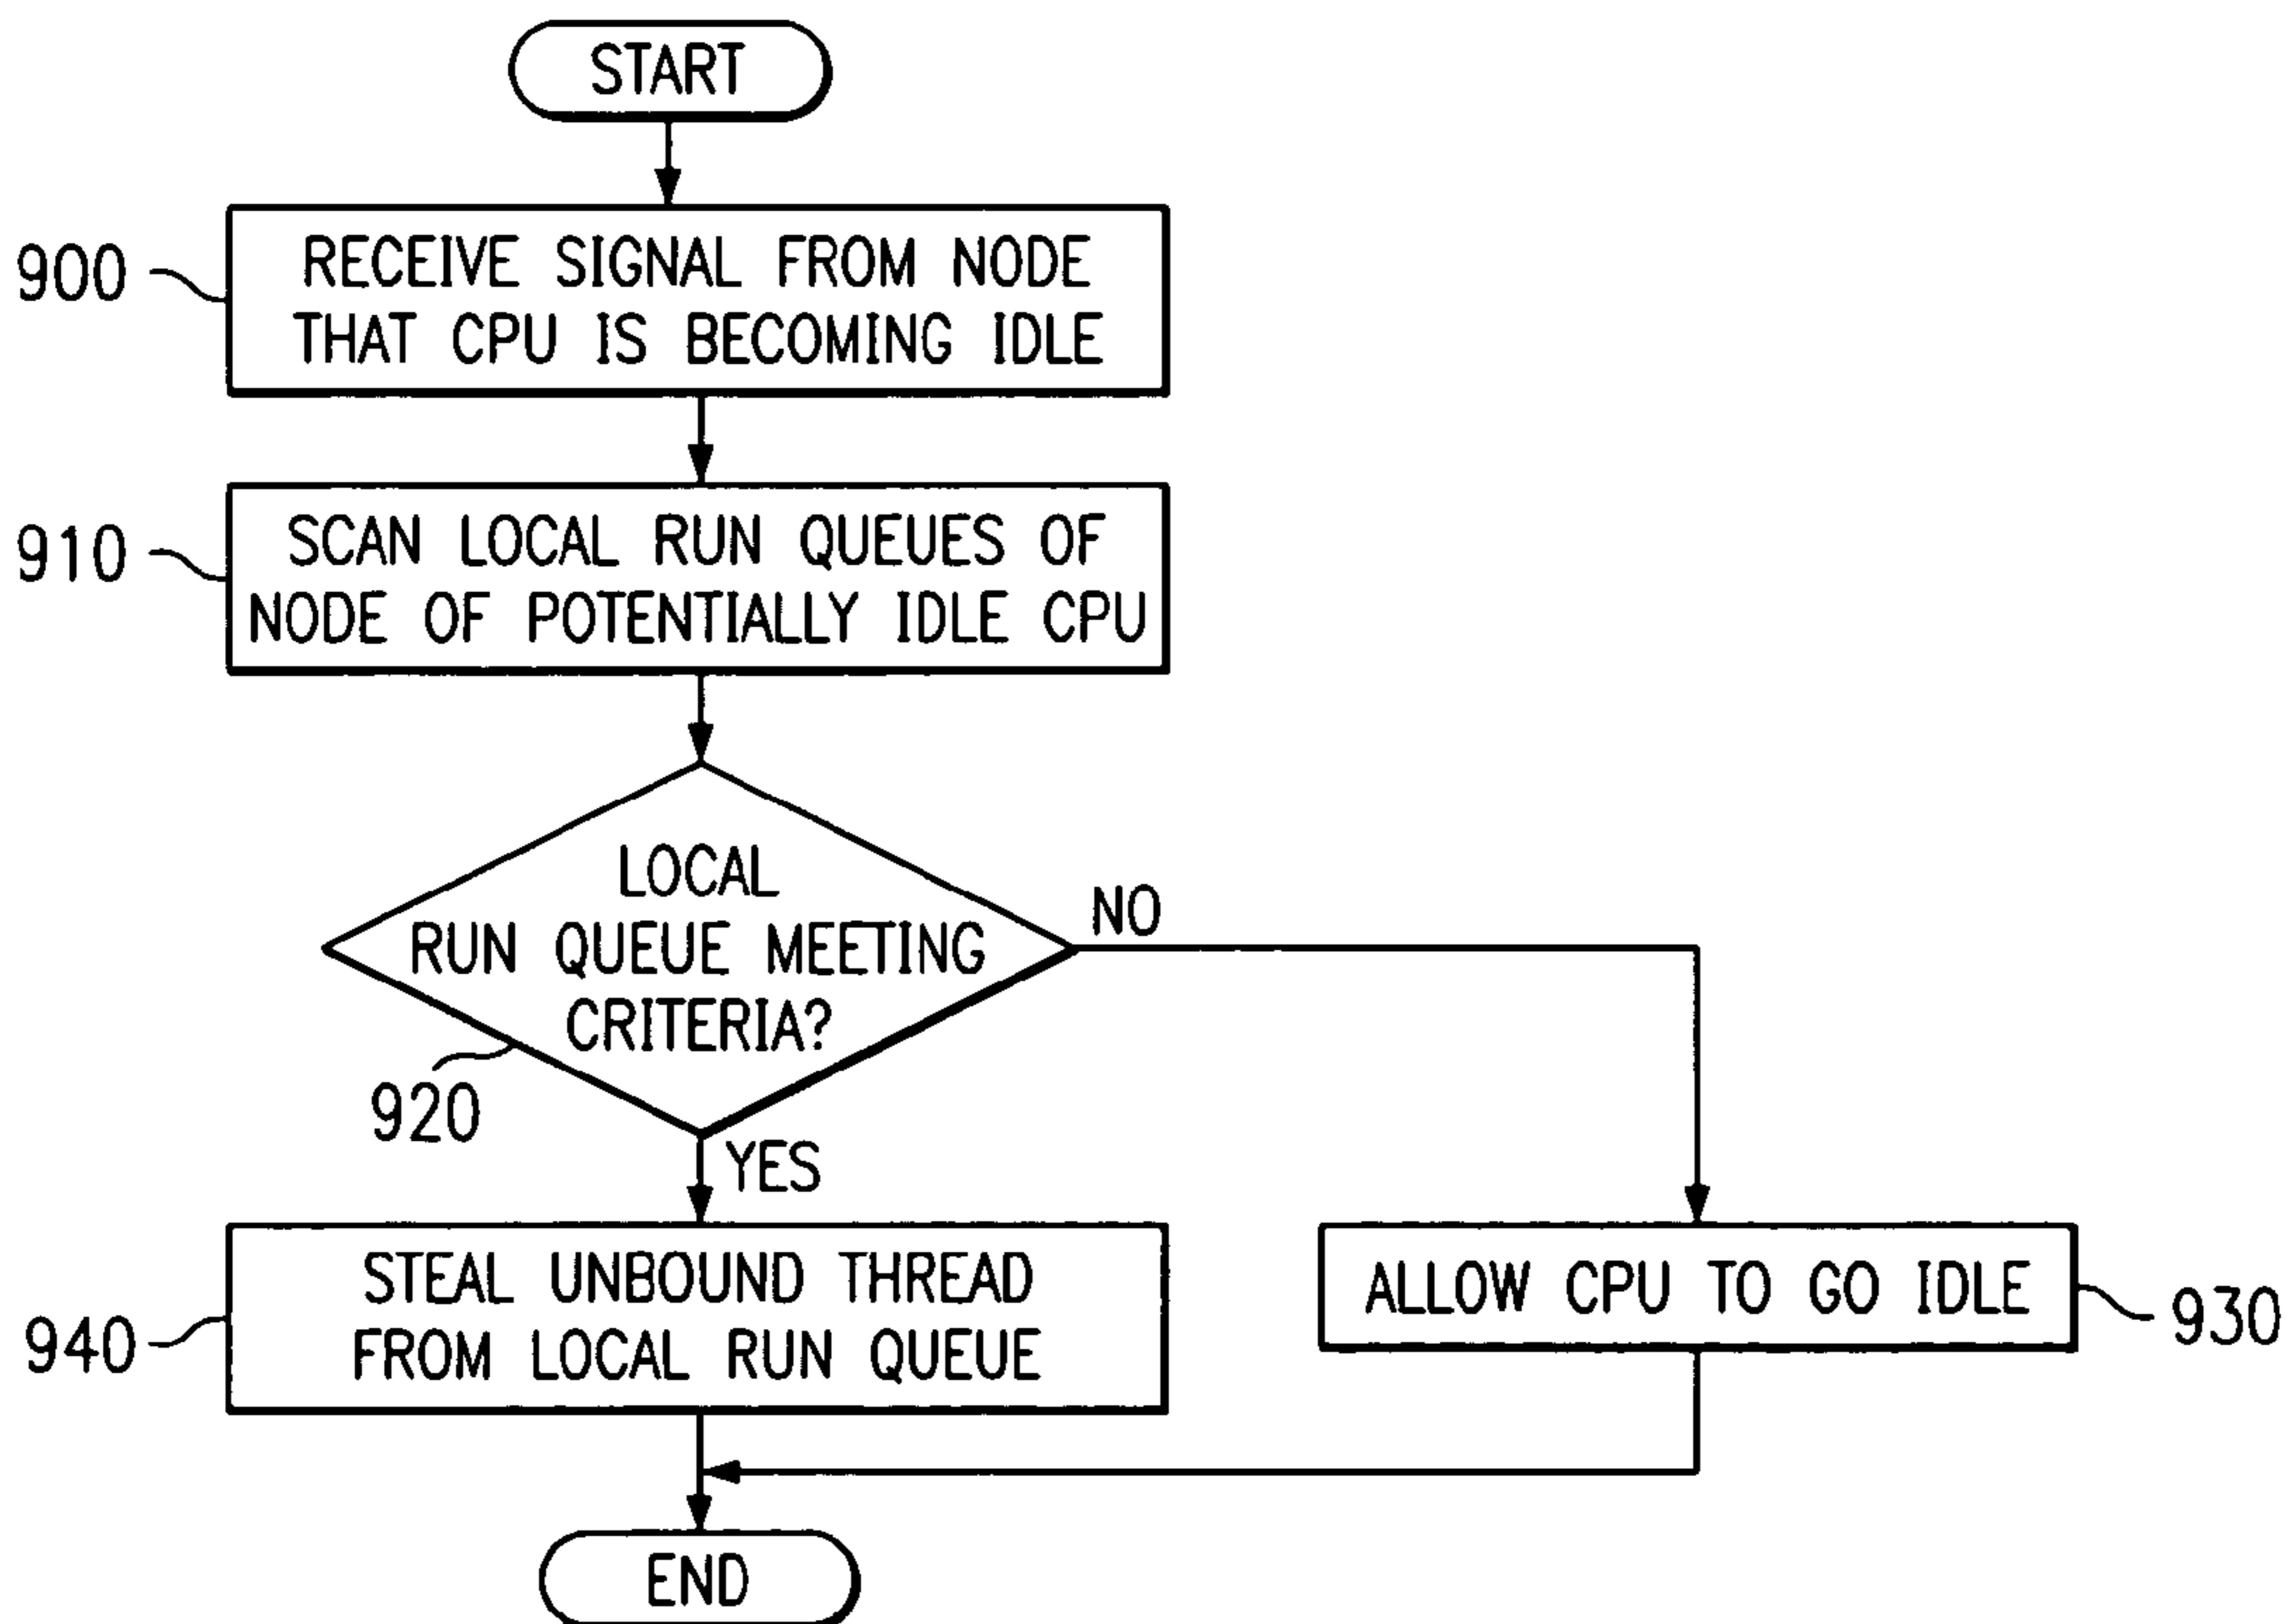 START
900
RECEIVE SIGNAL FROM NODE
THAT CPU IS BECOMING IDLE
910
SCAN LOCAL RUN QUEUES OF
NODE OF POTENTIALLY IDLE CPU
LOCAL
RUN QUEUE MEETING
CRITERIA?
NO
920
YES
940
STEAL UNBOUND THREAD
FROM LOCAL RUN QUEUE
ALLOW CPU TO GO IDLE
930
END